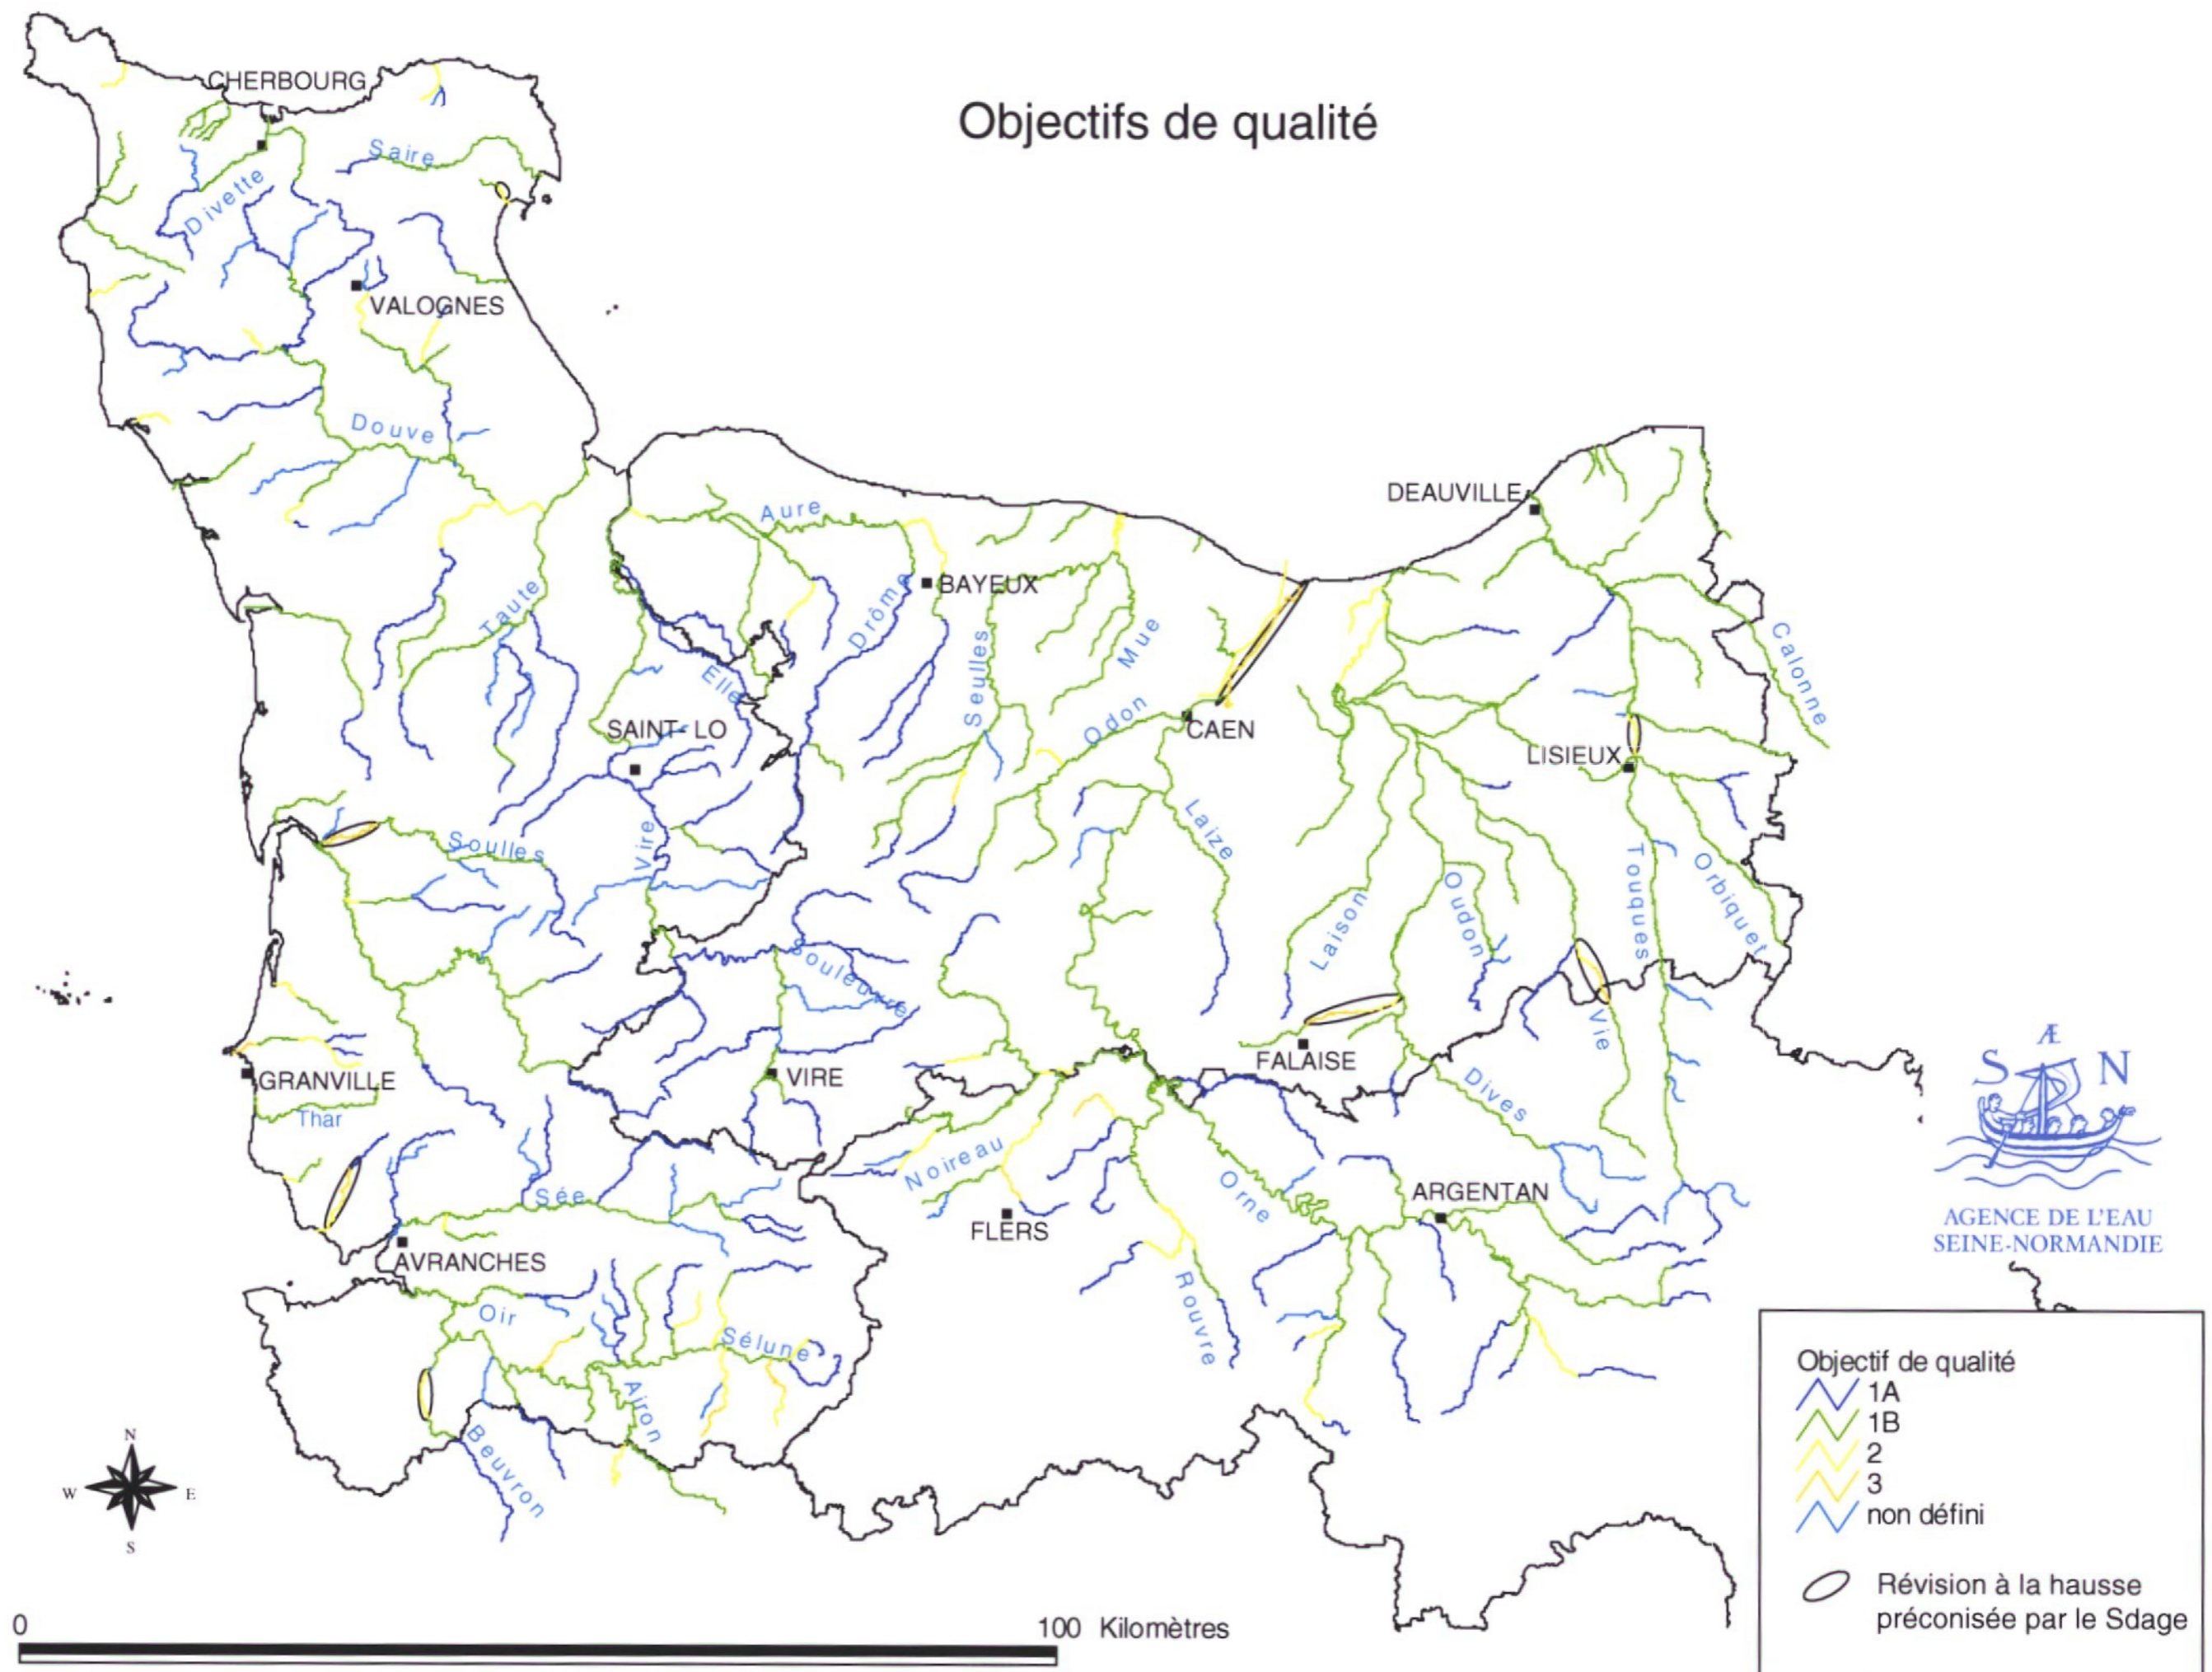 Objectifs de qualité
CHERBOURG
Saire
Divette
VALOGNES
Douve
Aure
DEAUVILLE
BAYEUX
Taute
Drôme
Mue
Calonne
Seulles
Elle
Odon
SAINT-LO
CAEN
LISIEUX
Laize
Soulles
Vire
Touques
Orbiquet
Oudon
Laison
Souleuvre
Vie
FALAISE
GRANVILLE
VIRE
Thar
Dives
Noireau
Orne
ARGENTAN
Sée
FLERS
AVRANCHES
Rouvre
Oir
Sélune
Airon
Beuvron
Æ
S N
AGENCE DE L'EAU
SEINE-NORMANDIE
Objectif de qualité
1A
1B
2
3
non défini
Révision à la hausse
préconisée par le Sdage
N
W E
S
0 100 Kilomètres